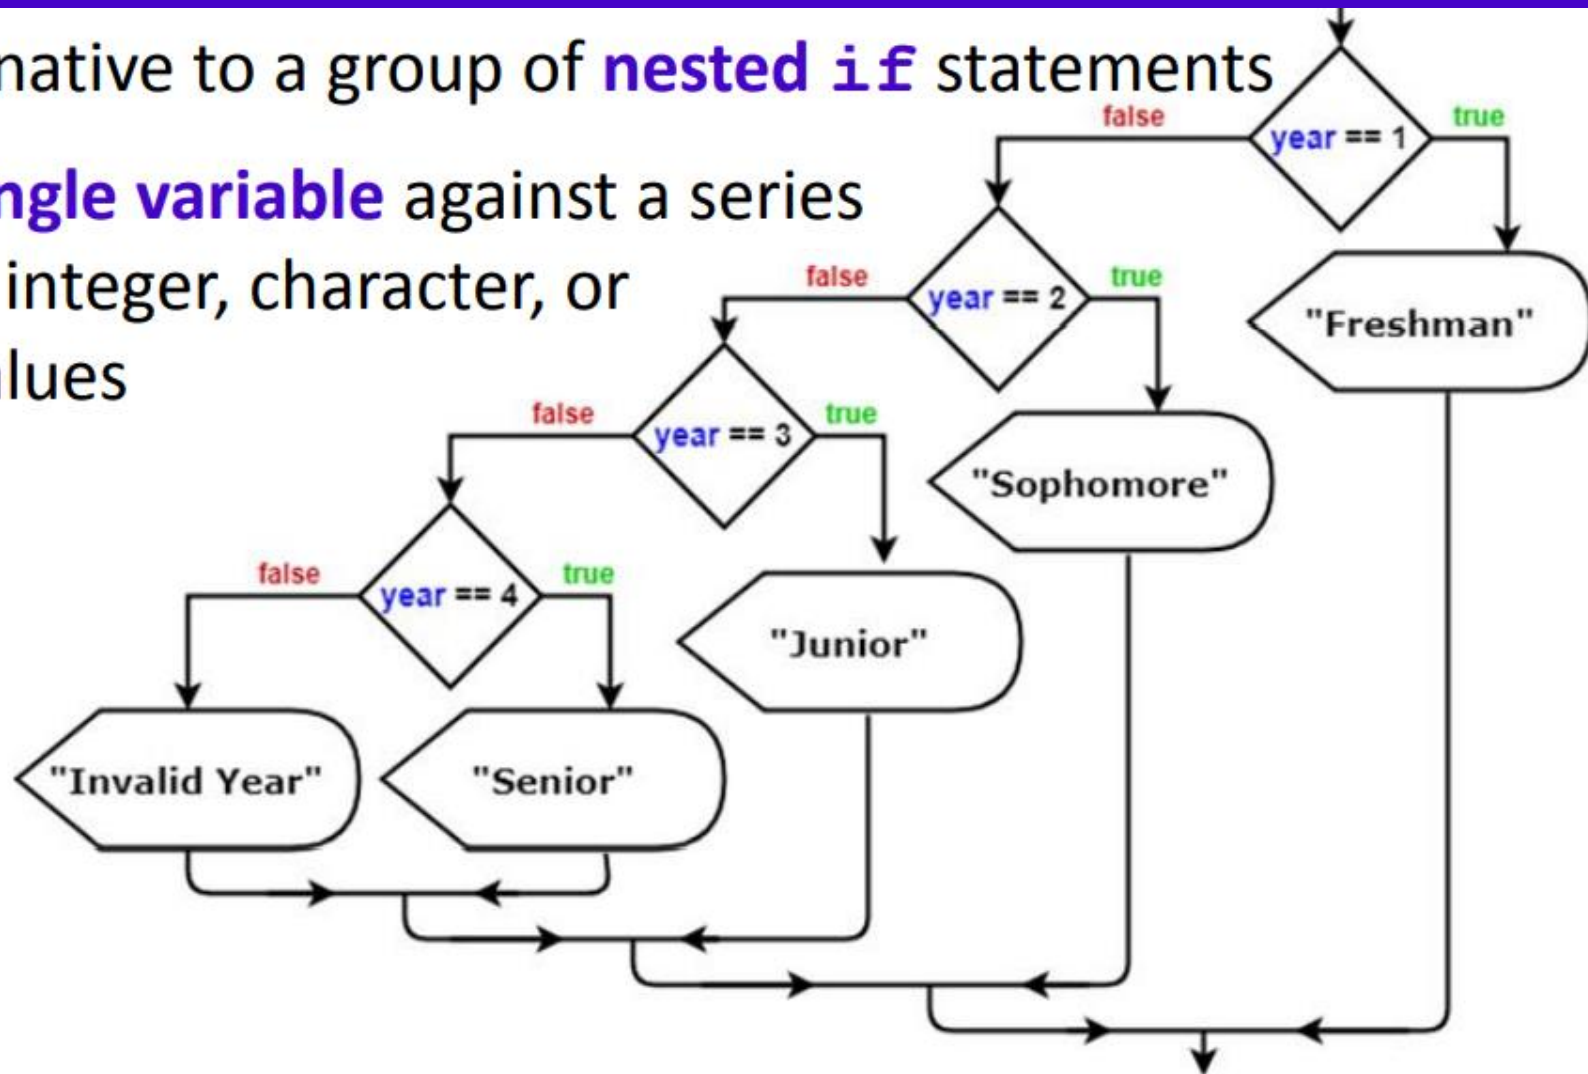 native to a group of nested if statements
ngle variable against a series
integer, character, or
alues
false
year == 1
true
false
year == 2
true
"Freshman"
false
year == 3
true
"Sophomore"
false
year == 4
true
"Junior"
"Invalid Year"
"Senior"